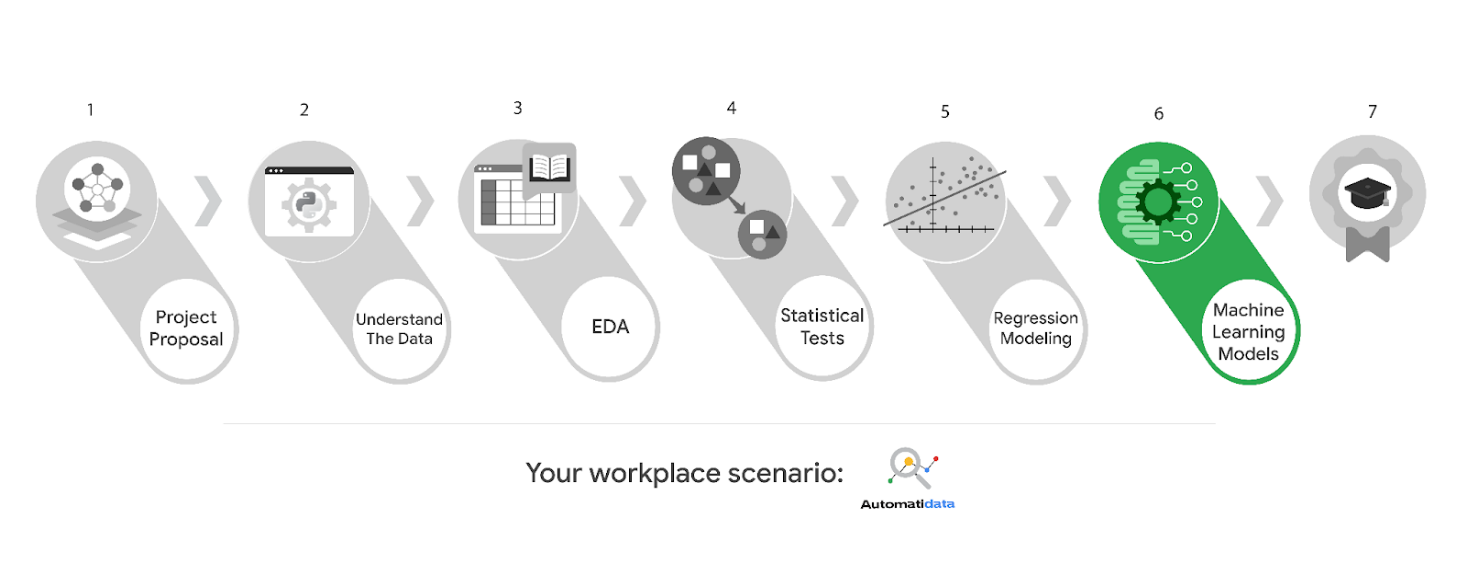 1
2
3
4
5
6
7
Project
Proposal
Understand
The Data
EDA
Statistical
Tests
Regression
Modeling
Machine
Learning
Models
Your workplace scenario:
Automatidata